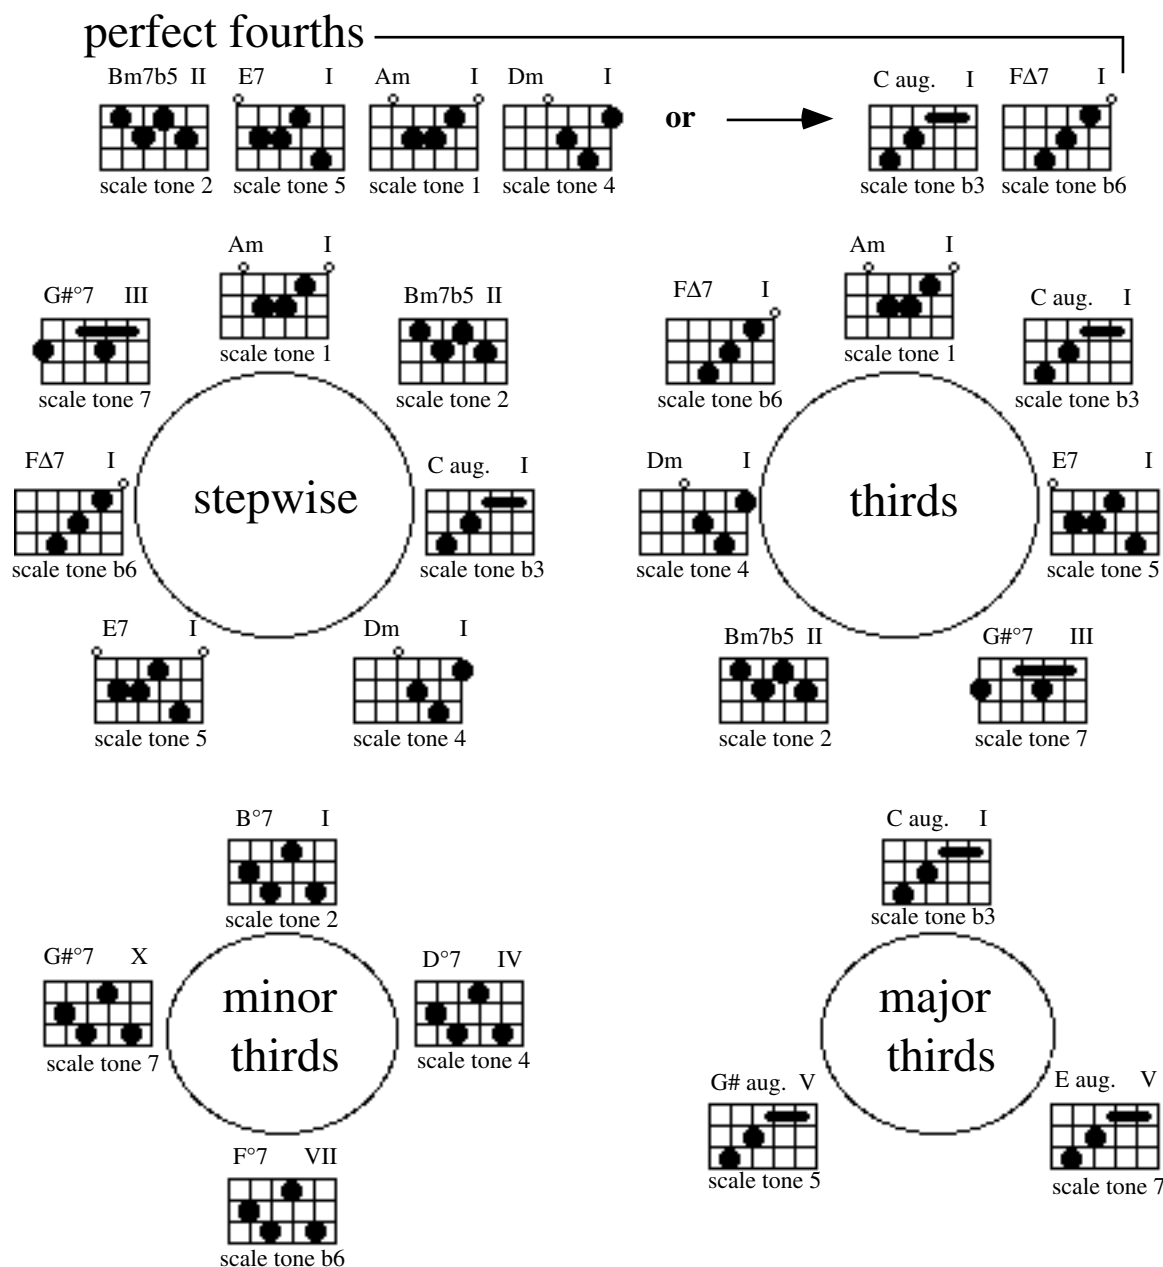 perfect fourths
Bm7b5 II E7 I Am I Dm I or C aug. I F∆7 I
scale tone 2 scale tone 5 scale tone 1 scale tone 4 scale tone b3 scale tone b6
Am I
scale tone 1
Bm7b5 II
scale tone 2
C aug. I
scale tone b3
Dm I
scale tone 4
E7 I
scale tone 5
F∆7 I
scale tone b6
G#°7 III
scale tone 7
stepwise
Am I
scale tone 1
C aug. I
scale tone b3
E7 I
scale tone 5
G#°7 III
scale tone 7
Bm7b5 II
scale tone 2
Dm I
scale tone 4
F∆7 I
scale tone b6
thirds
B°7 I
scale tone 2
D°7 IV
scale tone 4
F°7 VII
scale tone b6
G#°7 X
scale tone 7
minor
thirds
C aug. I
scale tone b3
E aug. V
scale tone 7
G# aug. V
scale tone 5
major
thirds